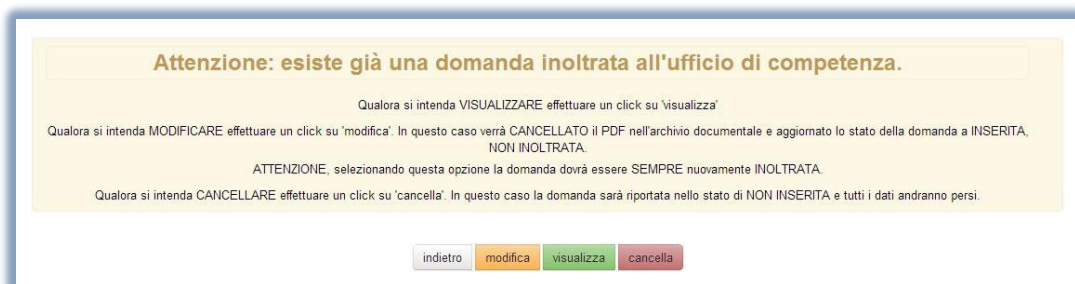 Attenzione: esiste già una domanda inoltrata all'ufficio di competenza.
Qualora si intenda VISUALIZZARE effettuare un click su 'visualizza'
Qualora si intenda MODIFICARE effettuare un click su 'modifica'. In questo caso verrà CANCELLATO il PDF nell'archivio documentale e aggiornato lo stato della domanda a INSERITA,
NON INOLTRATA.
ATTENZIONE, selezionando questa opzione la domanda dovrà essere SEMPRE nuovamente INOLTRATA.
Qualora si intenda CANCELLARE effettuare un click su 'cancella'. In questo caso la domanda sarà riportata nello stato di NON INSERITA e tutti i dati andranno persi.
indietro modifica visualizza cancella